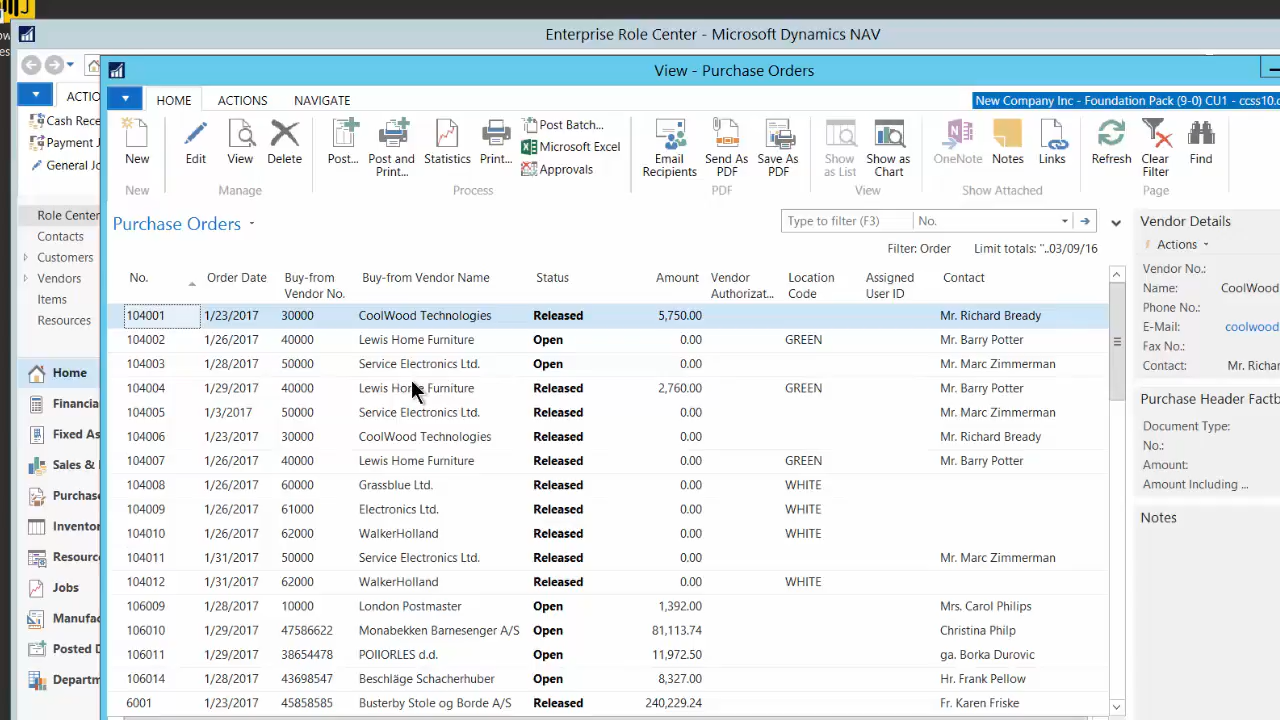 Enterprise Role Center - Microsoft Dynamics NAV
View - Purchase Orders
ACTIO
HOME ACTIONS NAVIGATE
New Company Inc - Foundation Pack (9-0) CU1 - ccss10.c
Cash Rece
Payment J
General Jo
New Edit View Delete Post... Post and Print... Statistics Print... Post Batch... Microsoft Excel Approvals Email Recipients Send As PDF Save As PDF Show as List Show as Chart OneNote Notes Links Refresh Clear Filter Find
New Manage Process PDF View Show Attached Page
Role Center
Contacts
Customers
Vendors
Items
Resources
Home
Financia
Fixed As
Sales &
Purchas
Inventor
Resourc
Jobs
Manufac
Posted D
Departm
Purchase Orders
Type to filter (F3) No.
Filter: Order Limit totals: ''..03/09/16
No. Order Date Buy-from Vendor No. Buy-from Vendor Name Status Amount Vendor Authorizat... Location Code Assigned User ID Contact
104001 1/23/2017 30000 CoolWood Technologies Released 5,750.00 Mr. Richard Bready
104002 1/26/2017 40000 Lewis Home Furniture Open 0.00 GREEN Mr. Barry Potter
104003 1/28/2017 50000 Service Electronics Ltd. Open 0.00 Mr. Marc Zimmerman
104004 1/29/2017 40000 Lewis Home Furniture Released 2,760.00 GREEN Mr. Barry Potter
104005 1/3/2017 50000 Service Electronics Ltd. Released 0.00 Mr. Marc Zimmerman
104006 1/23/2017 30000 CoolWood Technologies Released 0.00 Mr. Richard Bready
104007 1/26/2017 40000 Lewis Home Furniture Released 0.00 GREEN Mr. Barry Potter
104008 1/26/2017 60000 Grassblue Ltd. Released 0.00 WHITE
104009 1/26/2017 61000 Electronics Ltd. Released 0.00 WHITE
104010 1/26/2017 62000 WalkerHolland Released 0.00 WHITE
104011 1/31/2017 50000 Service Electronics Ltd. Released 0.00 Mr. Marc Zimmerman
104012 1/31/2017 62000 WalkerHolland Released 0.00 WHITE
106009 1/28/2017 10000 London Postmaster Open 1,392.00 Mrs. Carol Philips
106010 1/29/2017 47586622 Monabekken Barnesenger A/S Open 81,113.74 Christina Philp
106011 1/29/2017 38654478 POIIORLES d.d. Open 11,972.50 ga. Borka Durovic
106014 1/28/2017 43698547 Beschläge Schacherhuber Open 8,327.00 Hr. Frank Pellow
6001 1/23/2017 45858585 Busterby Stole og Borde A/S Released 240,229.24 Fr. Karen Friske
Vendor Details
Actions
Vendor No.:
Name: CoolWood
Phone No.:
E-Mail: coolwood
Fax No.:
Contact: Mr. Richar
Purchase Header Factb
Document Type:
No.:
Amount:
Amount Including ...
Notes